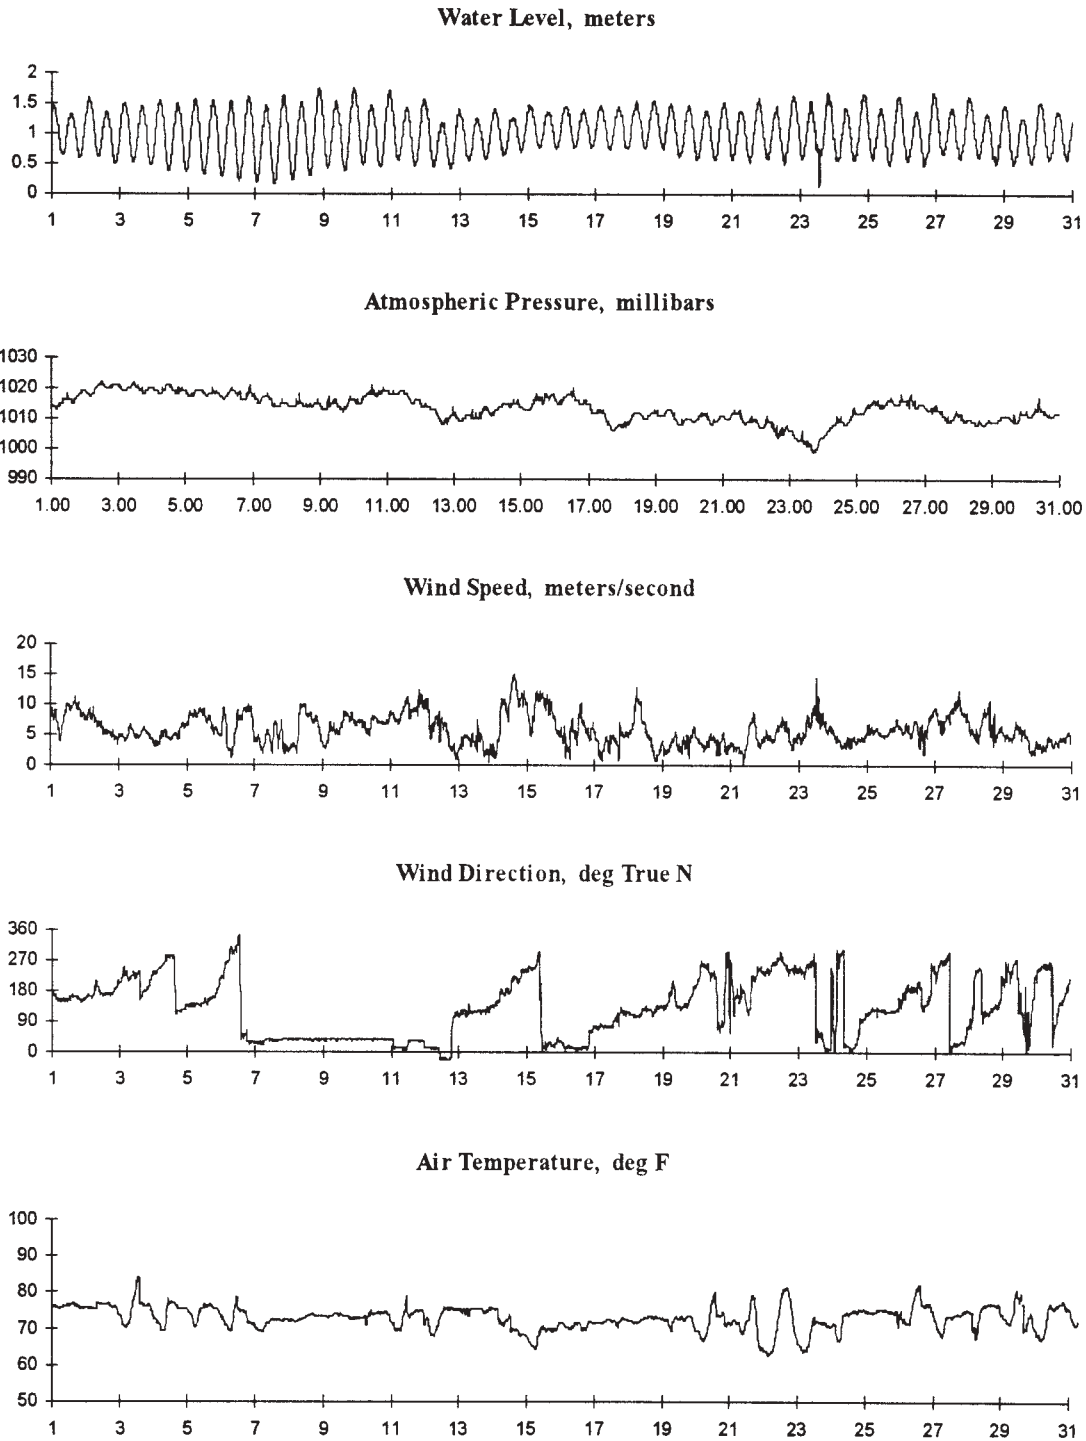 Water Level, meters
2
1.5
1
0.5
0
1 3 5 7 9 11 13 15 17 19 21 23 25 27 29 31
Atmospheric Pressure, millibars
1030
1020
1010
1000
990
1.00 3.00 5.00 7.00 9.00 11.00 13.00 15.00 17.00 19.00 21.00 23.00 25.00 27.00 29.00 31.00
Wind Speed, meters/second
20
15
10
5
0
1 3 5 7 9 11 13 15 17 19 21 23 25 27 29 31
Wind Direction, deg True N
360
270
180
90
0
1 3 5 7 9 11 13 15 17 19 21 23 25 27 29 31
Air Temperature, deg F
100
90
80
70
60
50
1 3 5 7 9 11 13 15 17 19 21 23 25 27 29 31